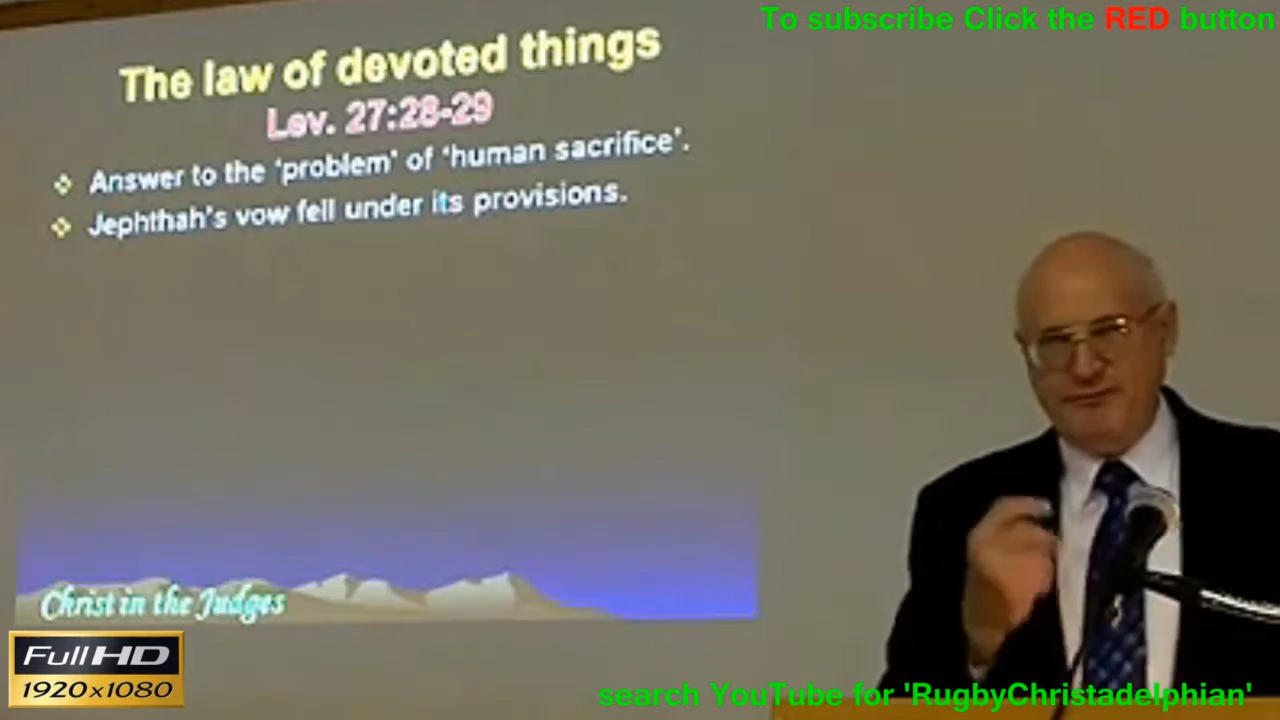 To subscribe Click the RED button
The law of devoted things
Lev. 27:28-29
Answer to the 'problem' of 'human sacrifice'.
Jephthah's vow fell under its provisions.
Christ in the Judges
Full HD
1920x1080
search YouTube for 'RugbyChristadelphian'